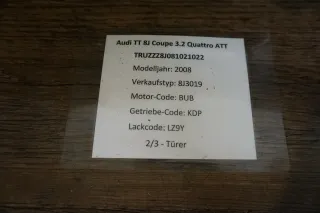 Audi TT 8J Coupe 3.2 Quattro ATT
TRUZZZ8J081021022
Modelljahr: 2008
Verkaufstyp: 8J3019
Motor-Code: BUB
Getriebe-Code: KDP
Lackcode: LZ9Y
2/3 - Türer